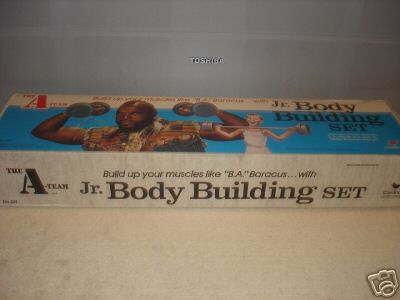 TOSHIBA
THE
A-TEAM
Build up your muscles like "B.A." Baracus... with
Jr. Body
Building
SET
Build up your muscles like "B.A." Baracus...with
THE
A-TEAM
Jr. Body Building SET